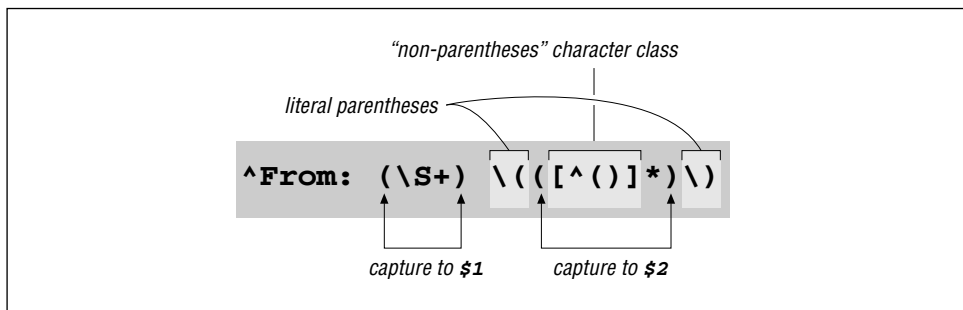 “non-parentheses” character class
literal parentheses
^From: (\S+) \(([^()]*)\)
capture to $1 capture to $2